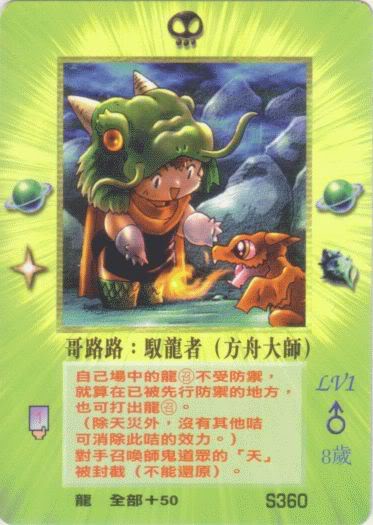 哥路路：馭龍者（方舟大師）
自己場中的龍㊁不受防禦，
就算在已被先行防禦的地方，
也可打出龍㊁。
（除天災外，沒有其他咭
可消除此咭的效力。）
對手召喚師鬼道眾的『天』
被封截（不能還原）。
LV1
8歲
龍　全部＋50
S360